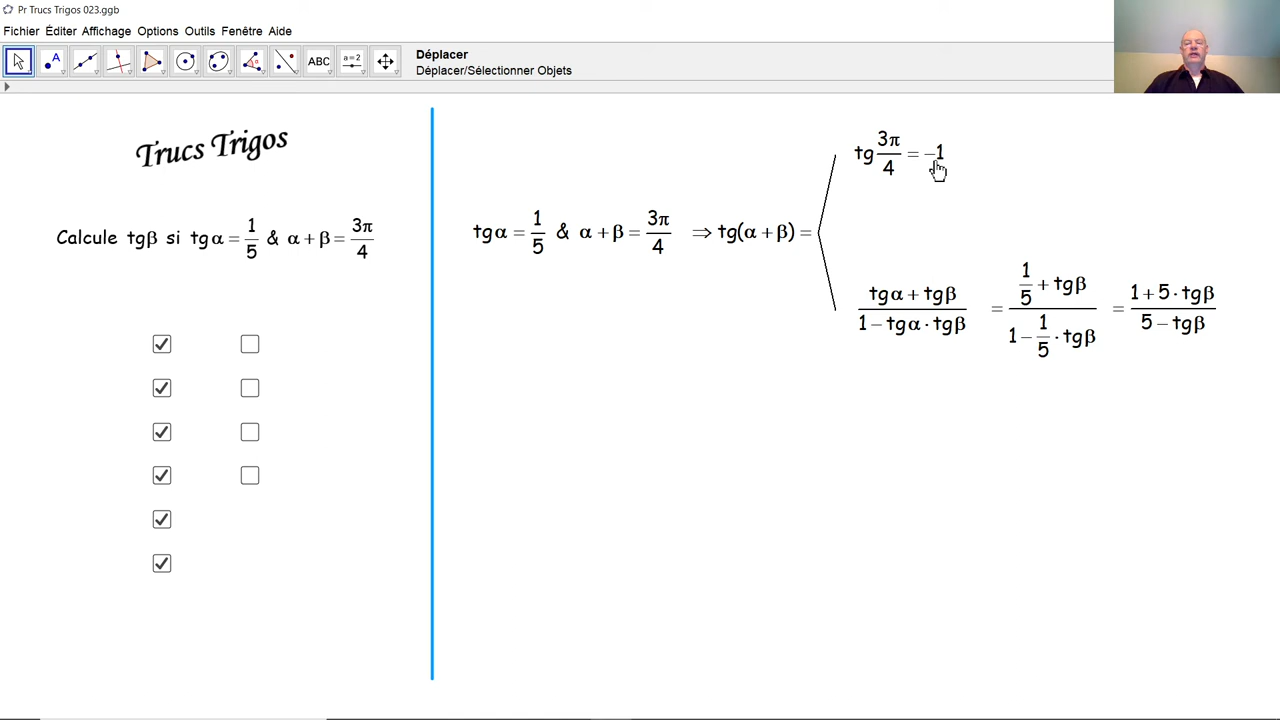 Pr Trucs Trigos 023.ggb
Fichier Éditer Affichage Options Outils Fenêtre Aide
A ABC a=2
Déplacer
Déplacer/Sélectionner Objets
Trucs Trigos
Calcule tgβ si tgα = 1/5 & α + β = 3π/4
tg 3π/4 = −1
tgα = 1/5 & α + β = 3π/4 ⇒ tg(α + β) =
(tgα + tgβ)/(1 − tgα · tgβ) = (1/5 + tgβ)/(1 − 1/5 · tgβ) = (1 + 5 · tgβ)/(5 − tgβ)